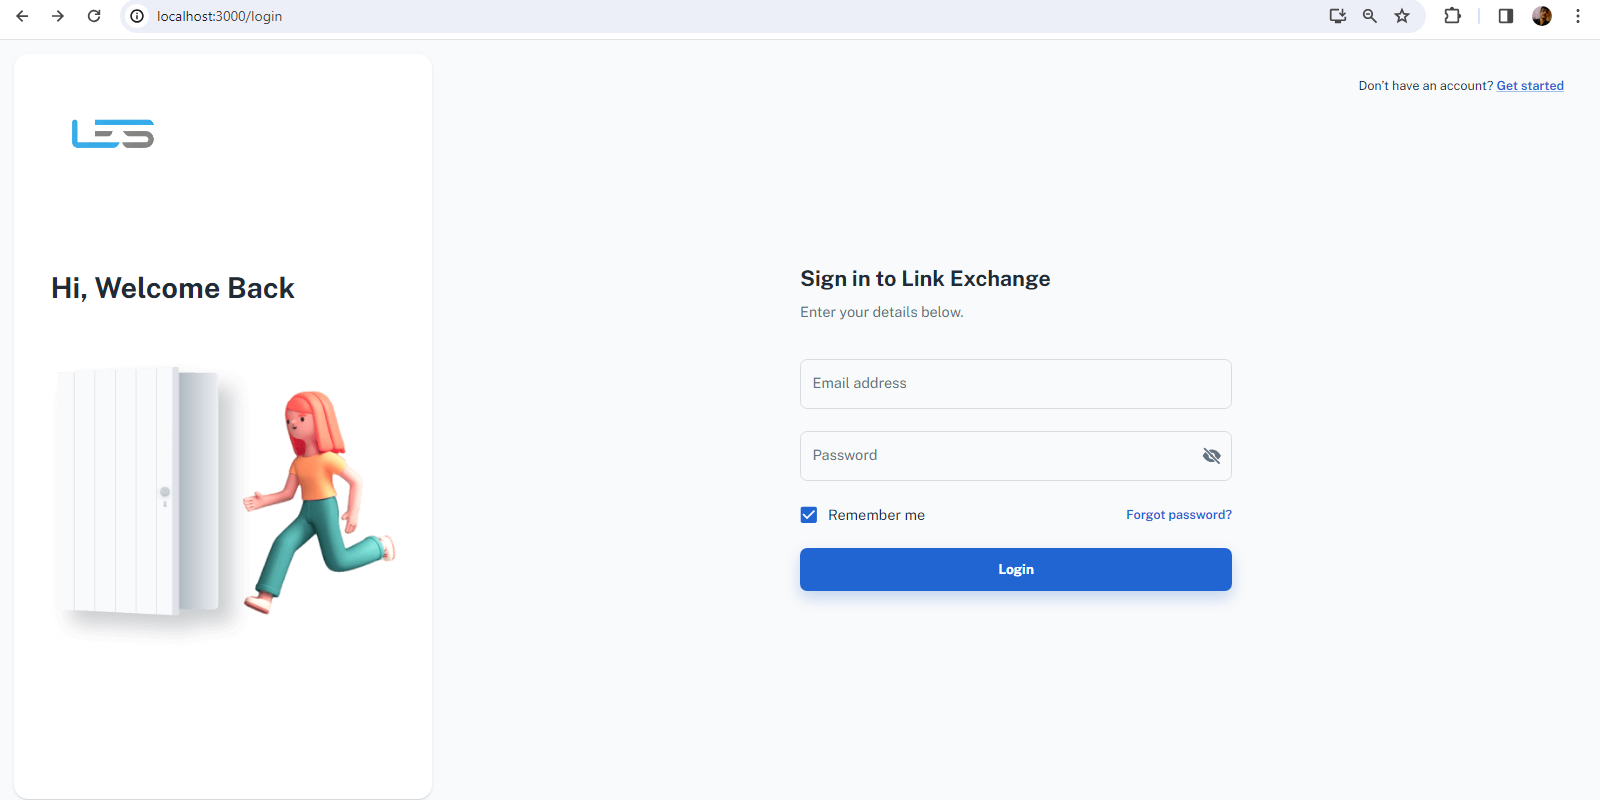 localhost:3000/login
Don't have an account? Get started
LES
Hi, Welcome Back
Sign in to Link Exchange
Enter your details below.
Email address
Password
Remember me
Forgot password?
Login